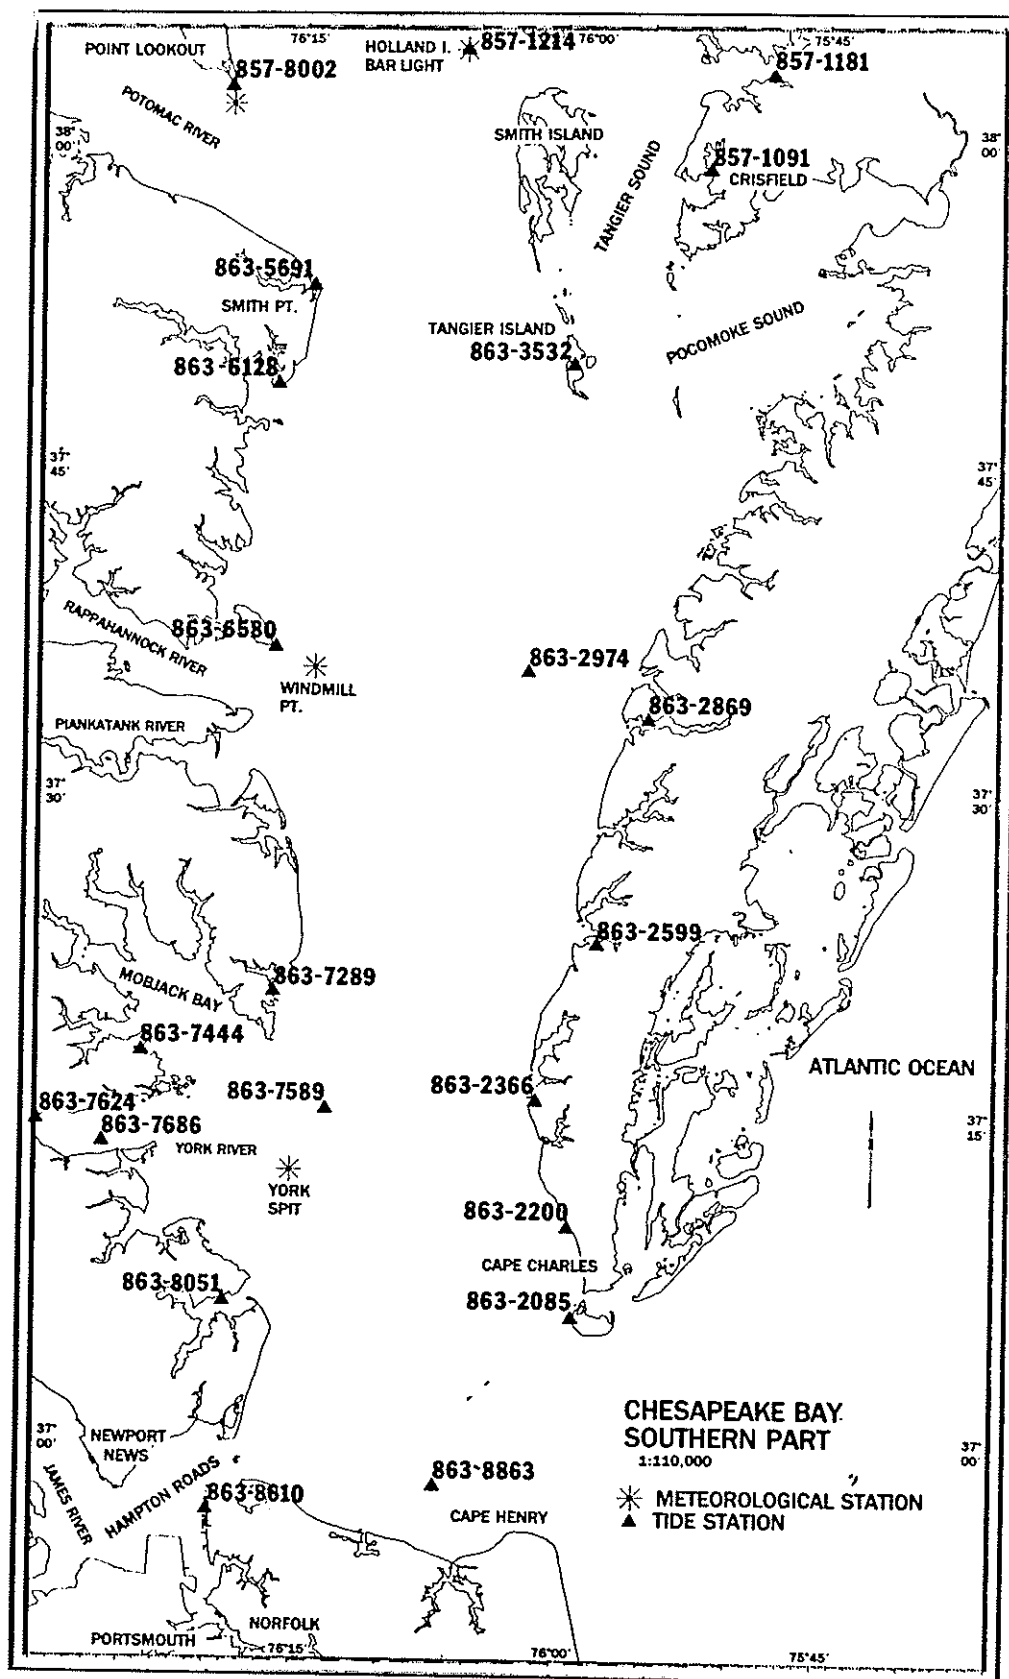 76°15'
HOLLAND I.
BAR LIGHT
857-1214
76°00'
75°45'
POINT LOOKOUT
857-8002
857-1181
POTOMAC RIVER
38°
00'
SMITH ISLAND
TANGIER SOUND
857-1091
CRISFIELD
38°
00'
863-5691
SMITH PT.
TANGIER ISLAND
863-3532
POCOMOKE SOUND
863-6128
37°
45'
37°
45'
RAPPAHANNOCK RIVER
863-6580
WINDMILL
PT.
863-2974
863-2869
PIANKATANK RIVER
37°
30'
37°
30'
863-2599
MOBJACK BAY
863-7289
863-7444
ATLANTIC OCEAN
863-7624
863-7589
863-2366
863-7686
YORK RIVER
37°
15'
YORK
SPIT
863-2200
CAPE CHARLES
863-8051
863-2085
CHESAPEAKE BAY
SOUTHERN PART
1:110,000
37°
00'
NEWPORT
NEWS
37°
00'
JAMES RIVER
HAMPTON ROADS
863-8610
863-8863
CAPE HENRY
METEOROLOGICAL STATION
TIDE STATION
NORFOLK
PORTSMOUTH
76°15'
76°00'
75°45'